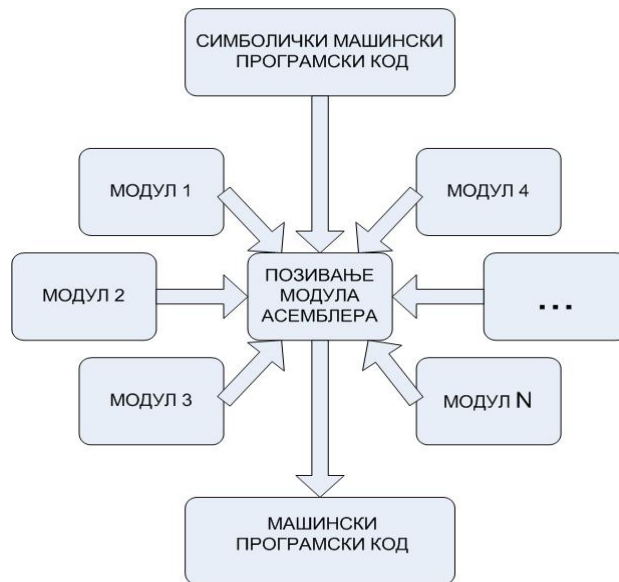 СИМБОЛИЧКИ МАШИНСКИ
ПРОГРАМСКИ КОД
МОДУЛ 1
МОДУЛ 4
МОДУЛ 2
ПОЗИВАЊЕ
МОДУЛА
АСЕМБЛЕРА
...
МОДУЛ 3
МОДУЛ N
МАШИНСКИ
ПРОГРАМСКИ КОД